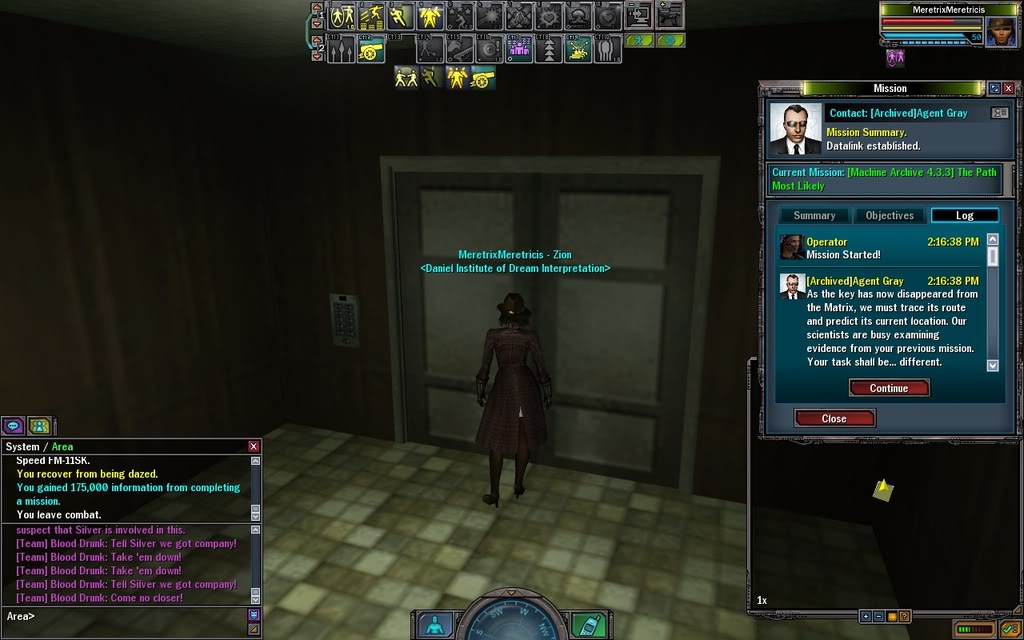 MeretrixMeretricis
50
Mission
Contact: [Archived]Agent Gray
Mission Summary.
Datalink established.
Current Mission: [Machine Archive 4.3.3] The Path
Most Likely
Summary
Objectives
Log
Operator 2:16:38 PM
Mission Started!
[Archived]Agent Gray 2:16:38 PM
As the key has now disappeared from
the Matrix, we must trace its route
and predict its current location. Our
scientists are busy examining
evidence from your previous mission.
Your task shall be... different.
Continue
Close
MeretrixMeretricis - Zion
<Daniel Institute of Dream Interpretation>
System / Area
Speed FM-11SK.
You recover from being dazed.
You gained 175,000 information from completing
a mission.
You leave combat.
suspect that Silver is involved in this.
[Team] Blood Drunk: Tell Silver we got company!
[Team] Blood Drunk: Take 'em down!
[Team] Blood Drunk: Take 'em down!
[Team] Blood Drunk: Tell Silver we got company!
[Team] Blood Drunk: Come no closer!
Area>
SW
W
NW
1x